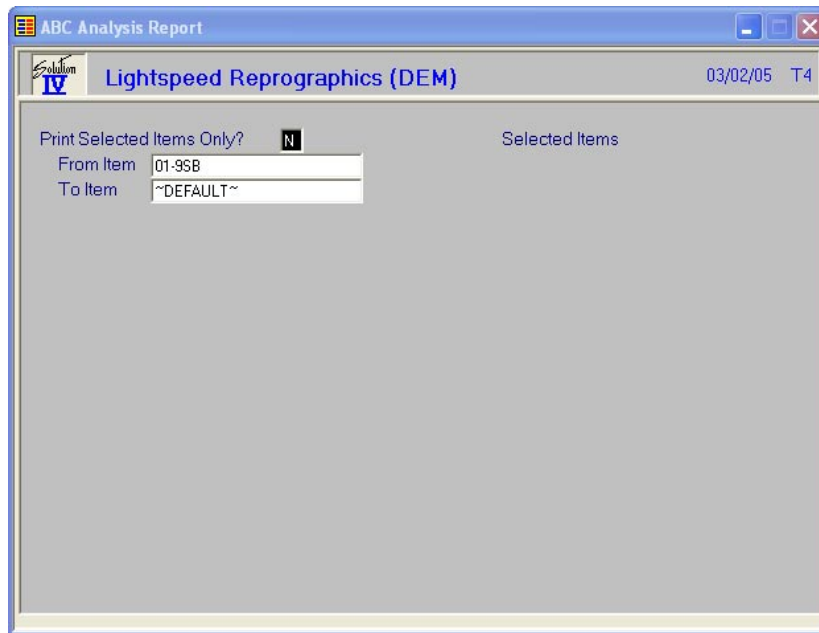 ABC Analysis Report
Solution
IV
Lightspeed Reprographics (DEM)
03/02/05 T4
Print Selected Items Only? N
Selected Items
From Item 01-9SB
To Item ~DEFAULT~